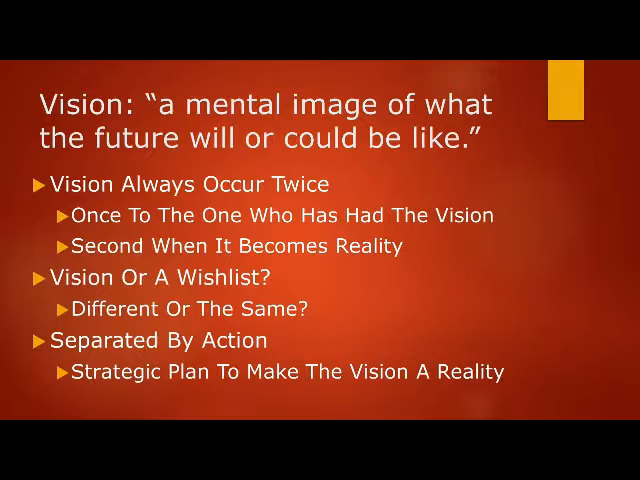 Vision: “a mental image of what
the future will or could be like.”
Vision Always Occur Twice
Once To The One Who Has Had The Vision
Second When It Becomes Reality
Vision Or A Wishlist?
Different Or The Same?
Separated By Action
Strategic Plan To Make The Vision A Reality